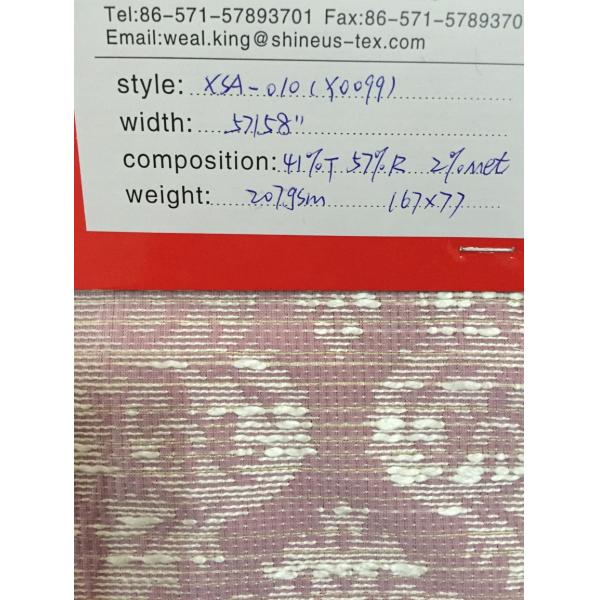 Tel:86-571-57893701 Fax:86-571-5789370
Email:weal.king@shineus-tex.com
style: XSA-010(X0099)
width: 57/58"
composition: 41%T 57%R 2%met
weight: 207gsm 167x77